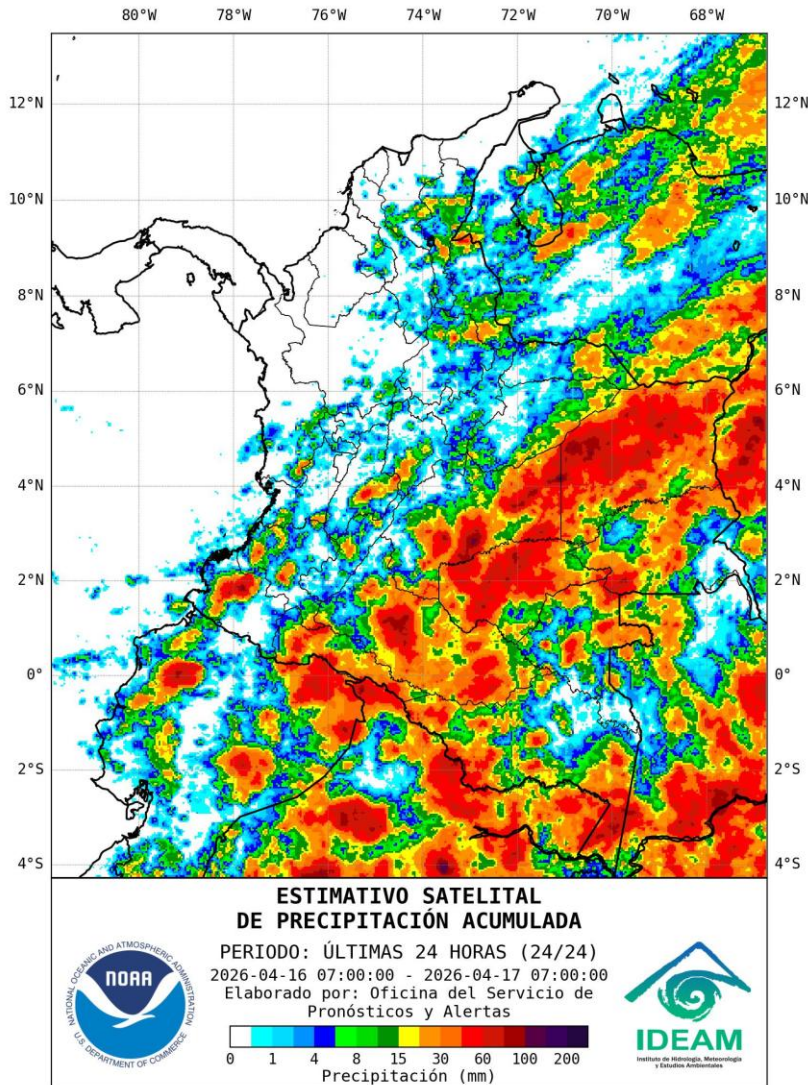 80°W 78°W 76°W 74°W 72°W 70°W 68°W
12°N 12°N
10°N 10°N
8°N 8°N
6°N 6°N
4°N 4°N
2°N 2°N
0° 0°
2°S 2°S
4°S 4°S
ESTIMATIVO SATELITAL
DE PRECIPITACIÓN ACUMULADA
PERIODO: ÚLTIMAS 24 HORAS (24/24)
2026-04-16 07:00:00 - 2026-04-17 07:00:00
Elaborado por: Oficina del Servicio de
Pronósticos y Alertas
0 1 4 8 15 30 60 100 200
Precipitación (mm)
NATIONAL OCEANIC AND ATMOSPHERIC ADMINISTRATION
NOAA
U.S. DEPARTMENT OF COMMERCE
IDEAM
Instituto de Hidrología, Meteorología
y Estudios Ambientales